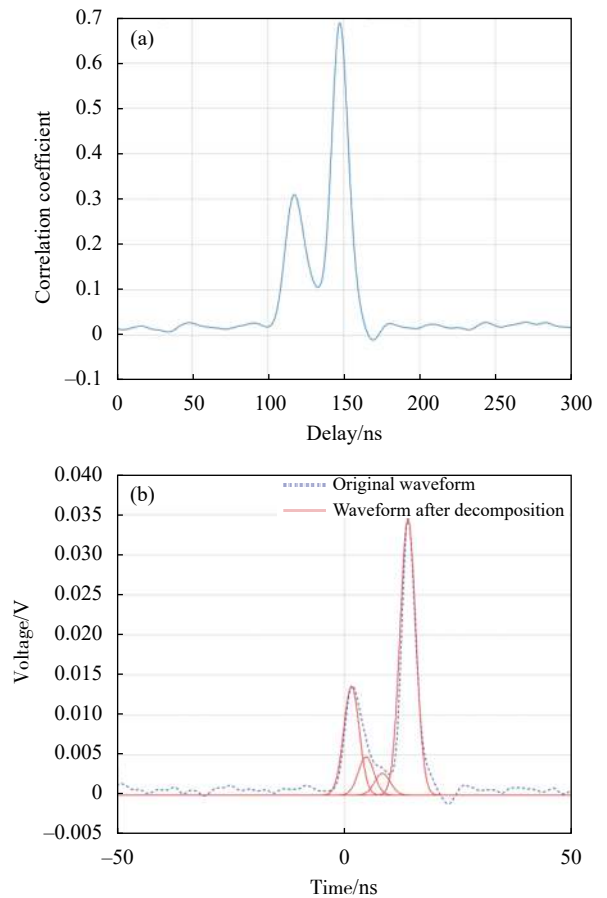 0.7
(a)
0.6
0.5
0.4
0.3
0.2
0.1
0
–0.1
Correlation coefficient
0 50 100 150 200 250 300
Delay/ns
0.040
(b)
Original waveform
Waveform after decomposition
0.035
0.030
0.025
0.020
0.015
0.010
0.005
0
–0.005
Voltage/V
–50 0 50
Time/ns